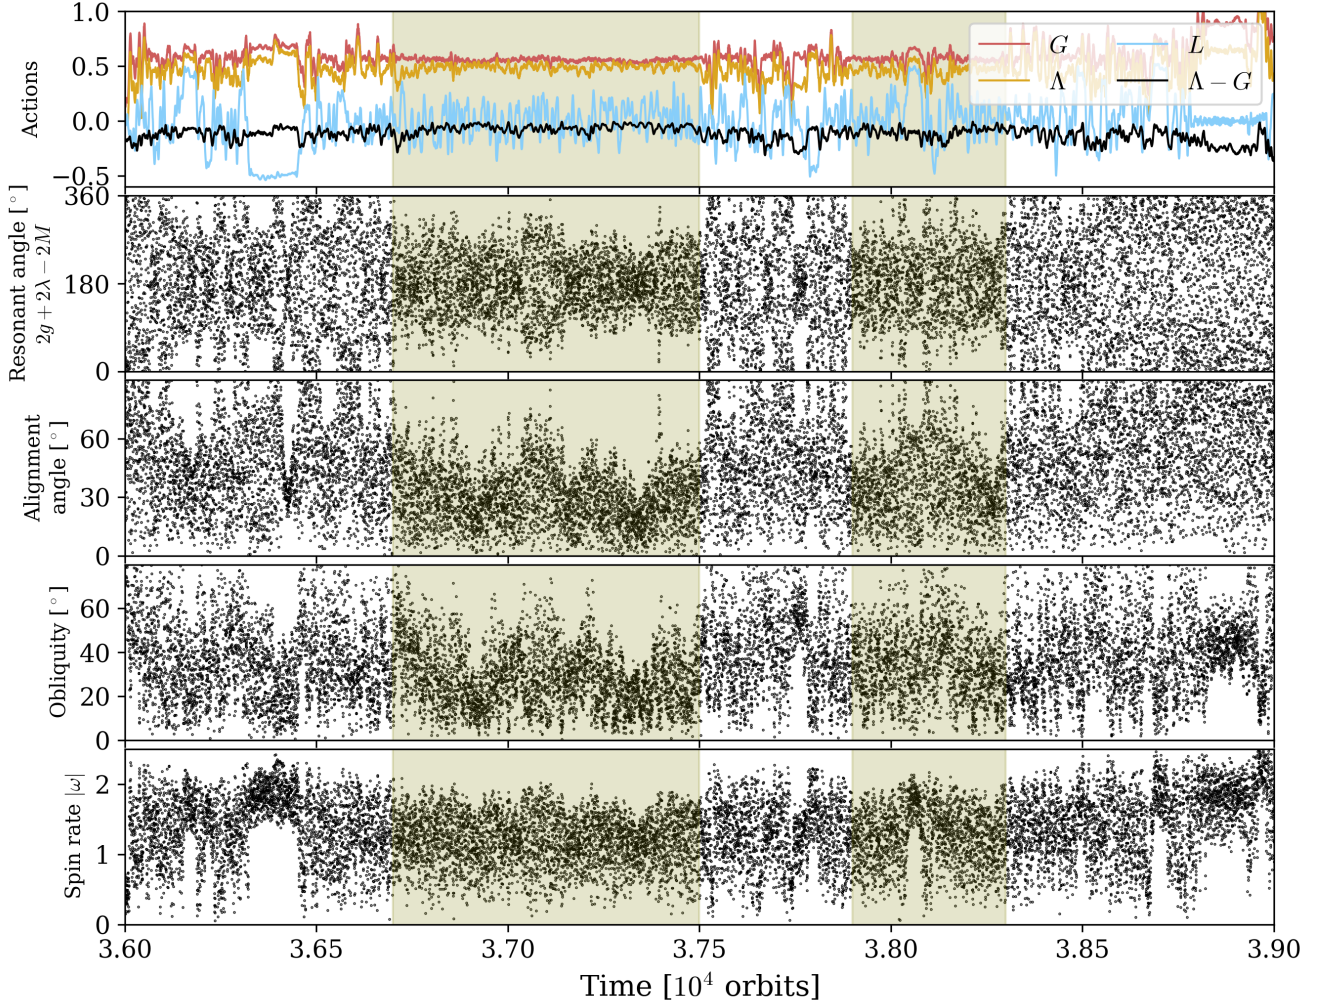 Actions
1.0
0.5
0.0
−0.5
G
L
Λ
Λ − G
Resonant angle [°]
2g + 2λ − 2M
360
180
0
Alignment
angle [°]
60
30
0
Obliquity [°]
60
40
20
0
Spin rate |ω|
2
1
0
3.60 3.65 3.70 3.75 3.80 3.85 3.90
Time [10⁴ orbits]